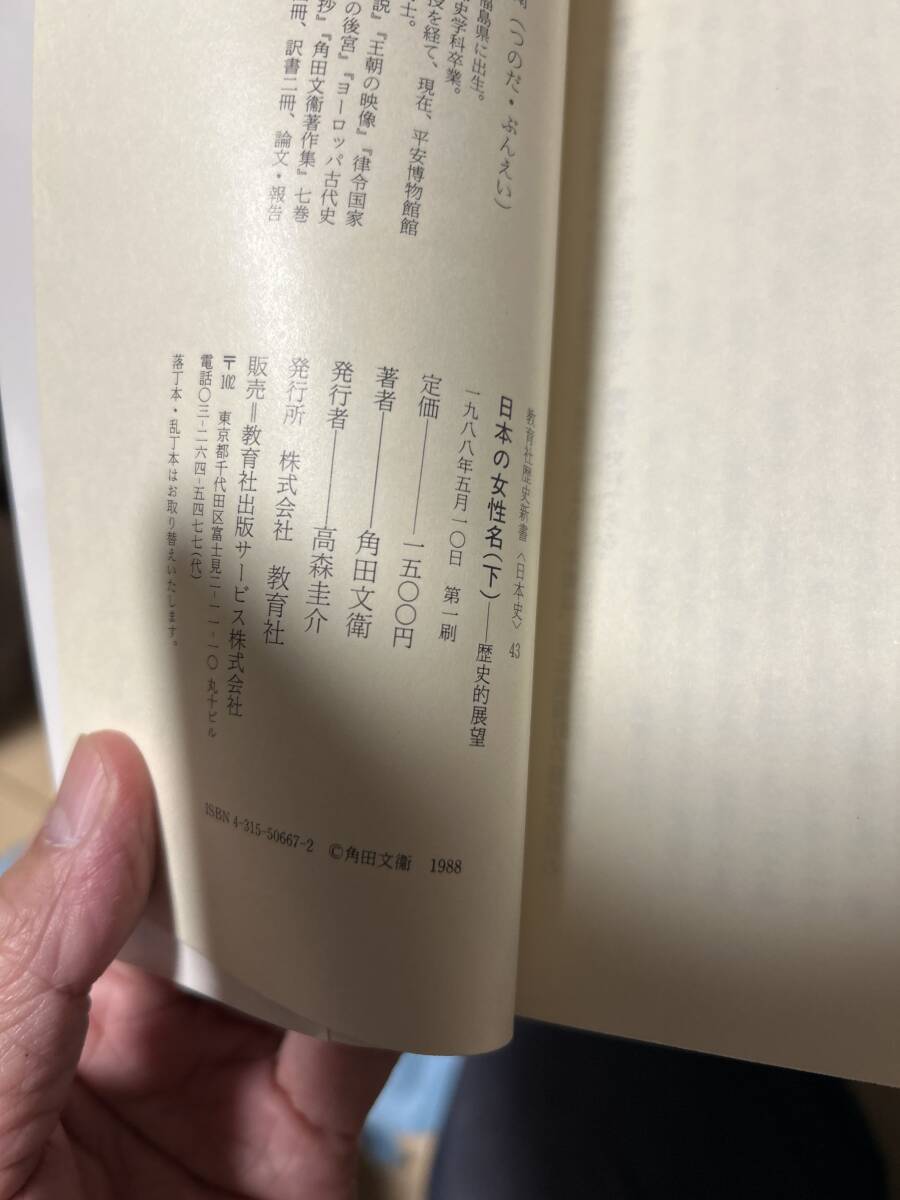 （つのだ・ぶんえい）
福島県に出生。
史学科卒業。
授を経て、現在、平安博物館館
士。
説』『王朝の映像』『律令国家
の後宮』『ヨーロッパ古代史
抄』『角田文衞著作集』七巻
冊、訳書二冊、論文・報告
教育社歴史新書〈日本史〉43
日本の女性名（下）――歴史的展望
一九八八年五月一〇日 第一刷
定価――一五〇〇円
著者――角田文衞
発行者――高森圭介
発行所 株式会社 教育社
販売＝教育社出版サービス株式会社
〒102 東京都千代田区富士見二-一一-一〇 丸十ビル
電話〇三-二六四-五四七七（代）
落丁本・乱丁本はお取り替えいたします。
ISBN 4-315-50667-2 ©角田文衞 1988